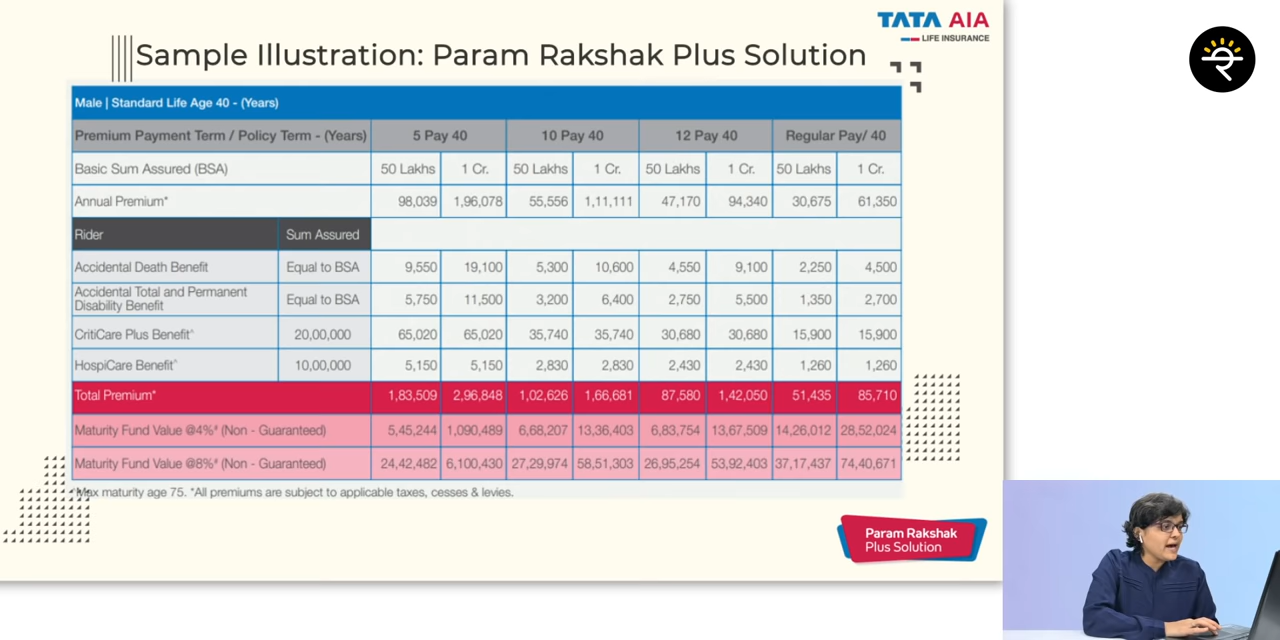 TATA AIA
LIFE INSURANCE
Sample Illustration: Param Rakshak Plus Solution
Male | Standard Life Age 40 - (Years)
Premium Payment Term / Policy Term - (Years) 5 Pay 40 10 Pay 40 12 Pay 40 Regular Pay/ 40
Basic Sum Assured (BSA) 50 Lakhs 1 Cr. 50 Lakhs 1 Cr. 50 Lakhs 1 Cr. 50 Lakhs 1 Cr.
Annual Premium* 98,039 1,96,078 55,556 1,11,111 47,170 94,340 30,675 61,350
Rider Sum Assured
Accidental Death Benefit Equal to BSA 9,550 19,100 5,300 10,600 4,550 9,100 2,250 4,500
Accidental Total and Permanent
Disability Benefit Equal to BSA 5,750 11,500 3,200 6,400 2,750 5,500 1,350 2,700
CritiCare Plus Benefit^ 20,00,000 65,020 65,020 35,740 35,740 30,680 30,680 15,900 15,900
HospiCare Benefit^ 10,00,000 5,150 5,150 2,830 2,830 2,430 2,430 1,260 1,260
Total Premium* 1,83,509 2,96,848 1,02,626 1,66,681 87,580 1,42,050 51,435 85,710
Maturity Fund Value @4%# (Non - Guaranteed) 5,45,244 1,090,489 6,68,207 13,36,403 6,83,754 13,67,509 14,26,012 28,52,024
Maturity Fund Value @8%# (Non - Guaranteed) 24,42,482 6,100,430 27,29,974 58,51,303 26,95,254 53,92,403 37,17,437 74,40,671
^Max maturity age 75. *All premiums are subject to applicable taxes, cesses & levies.
Param Rakshak
Plus Solution